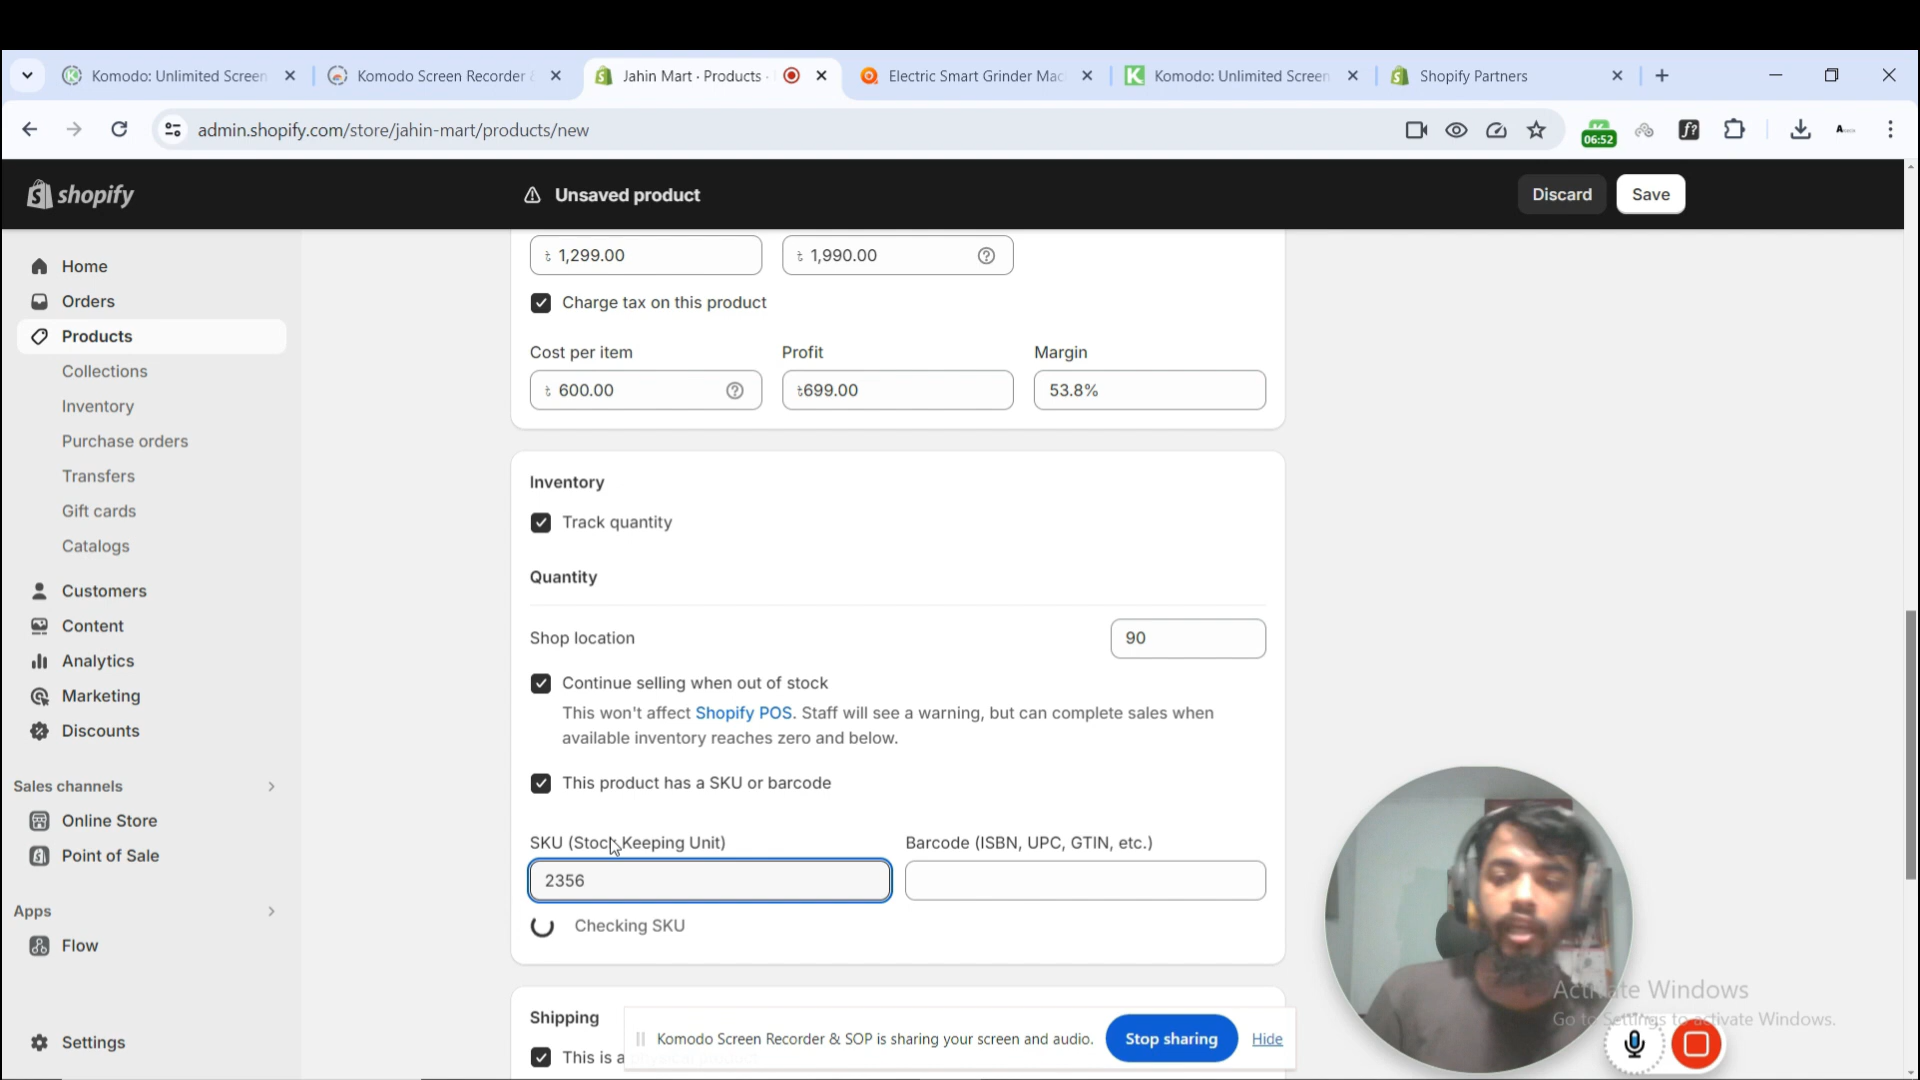 Komodo: Unlimited Screen
Komodo Screen Recorder &
Jahin Mart · Products ·
Electric Smart Grinder Mac
Komodo: Unlimited Screen
Shopify Partners
admin.shopify.com/store/jahin-mart/products/new
06:52
shopify
Unsaved product
Discard
Save
Home
Orders
Products
Collections
Inventory
Purchase orders
Transfers
Gift cards
Catalogs
Customers
Content
Analytics
Marketing
Discounts
Sales channels
Online Store
Point of Sale
Apps
Flow
Settings
৳ 1,299.00
৳ 1,990.00
Charge tax on this product
Cost per item
Profit
Margin
৳ 600.00
৳699.00
53.8%
Inventory
Track quantity
Quantity
Shop location
90
Continue selling when out of stock
This won't affect Shopify POS. Staff will see a warning, but can complete sales when
available inventory reaches zero and below.
This product has a SKU or barcode
SKU (Stock Keeping Unit)
Barcode (ISBN, UPC, GTIN, etc.)
2356
Checking SKU
Shipping
This is a
Komodo Screen Recorder & SOP is sharing your screen and audio.
Stop sharing
Hide
Activate Windows
Go to Settings to activate Windows.